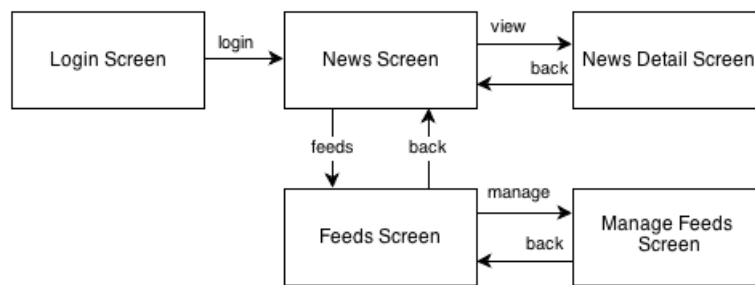 Login Screen
login
News Screen
view
back
News Detail Screen
feeds
back
Feeds Screen
manage
back
Manage Feeds
Screen